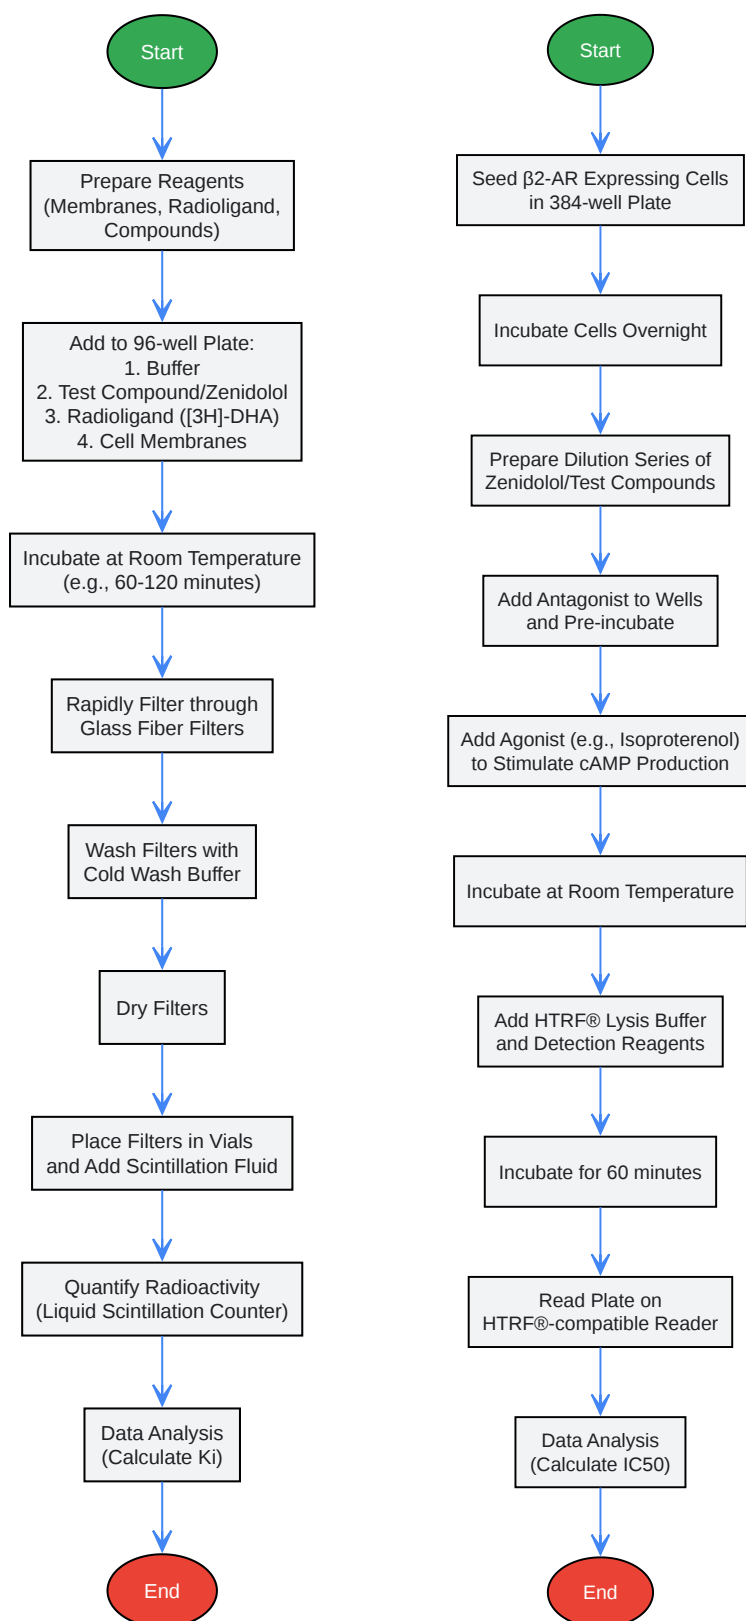 Start
Prepare Reagents
(Membranes, Radioligand,
Compounds)
Add to 96-well Plate:
1. Buffer
2. Test Compound/Zenidolol
3. Radioligand ([3H]-DHA)
4. Cell Membranes
Incubate at Room Temperature
(e.g., 60-120 minutes)
Rapidly Filter through
Glass Fiber Filters
Wash Filters with
Cold Wash Buffer
Dry Filters
Place Filters in Vials
and Add Scintillation Fluid
Quantify Radioactivity
(Liquid Scintillation Counter)
Data Analysis
(Calculate Ki)
End
Start
Seed β2-AR Expressing Cells
in 384-well Plate
Incubate Cells Overnight
Prepare Dilution Series of
Zenidolol/Test Compounds
Add Antagonist to Wells
and Pre-incubate
Add Agonist (e.g., Isoproterenol)
to Stimulate cAMP Production
Incubate at Room Temperature
Add HTRF® Lysis Buffer
and Detection Reagents
Incubate for 60 minutes
Read Plate on
HTRF®-compatible Reader
Data Analysis
(Calculate IC50)
End